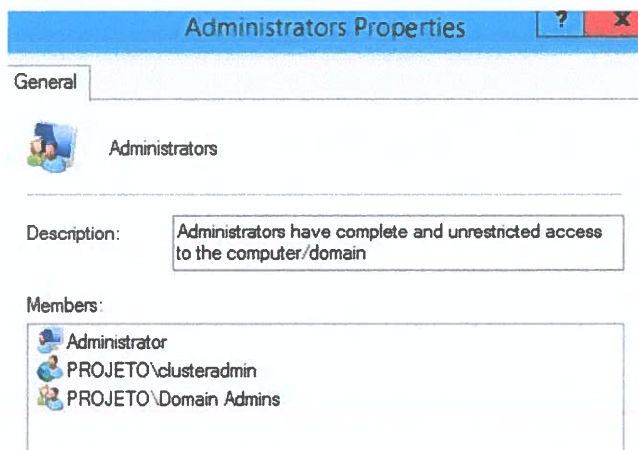 Administrators Properties
?
x
General
Administrators
Description:
Administrators have complete and unrestricted access
to the computer/domain
Members:
Administrator
PROJETO\clusteradmin
PROJETO\Domain Admins